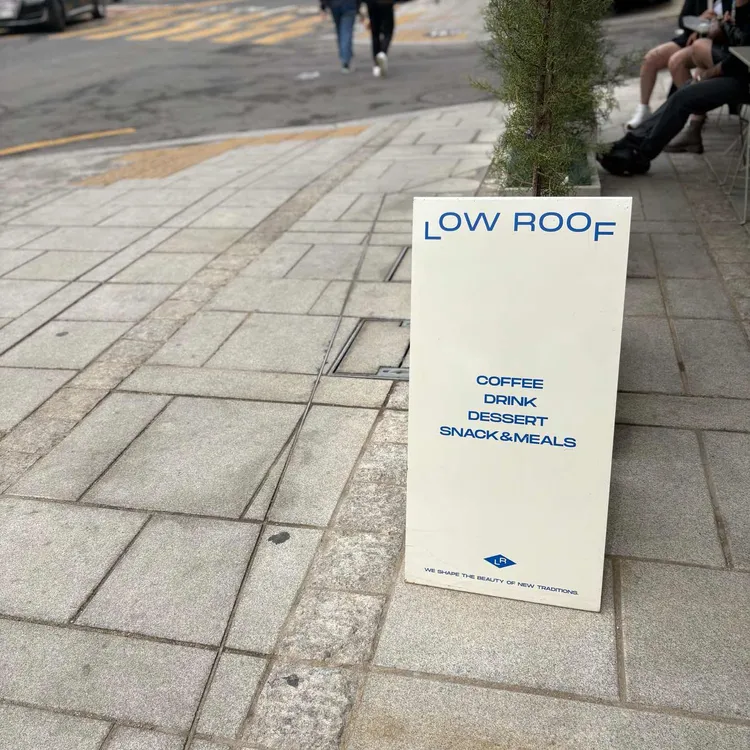 LOW ROOF
COFFEE
DRINK
DESSERT
SNACK&MEALS
LR
WE SHAPE THE BEAUTY OF NEW TRADITIONS.